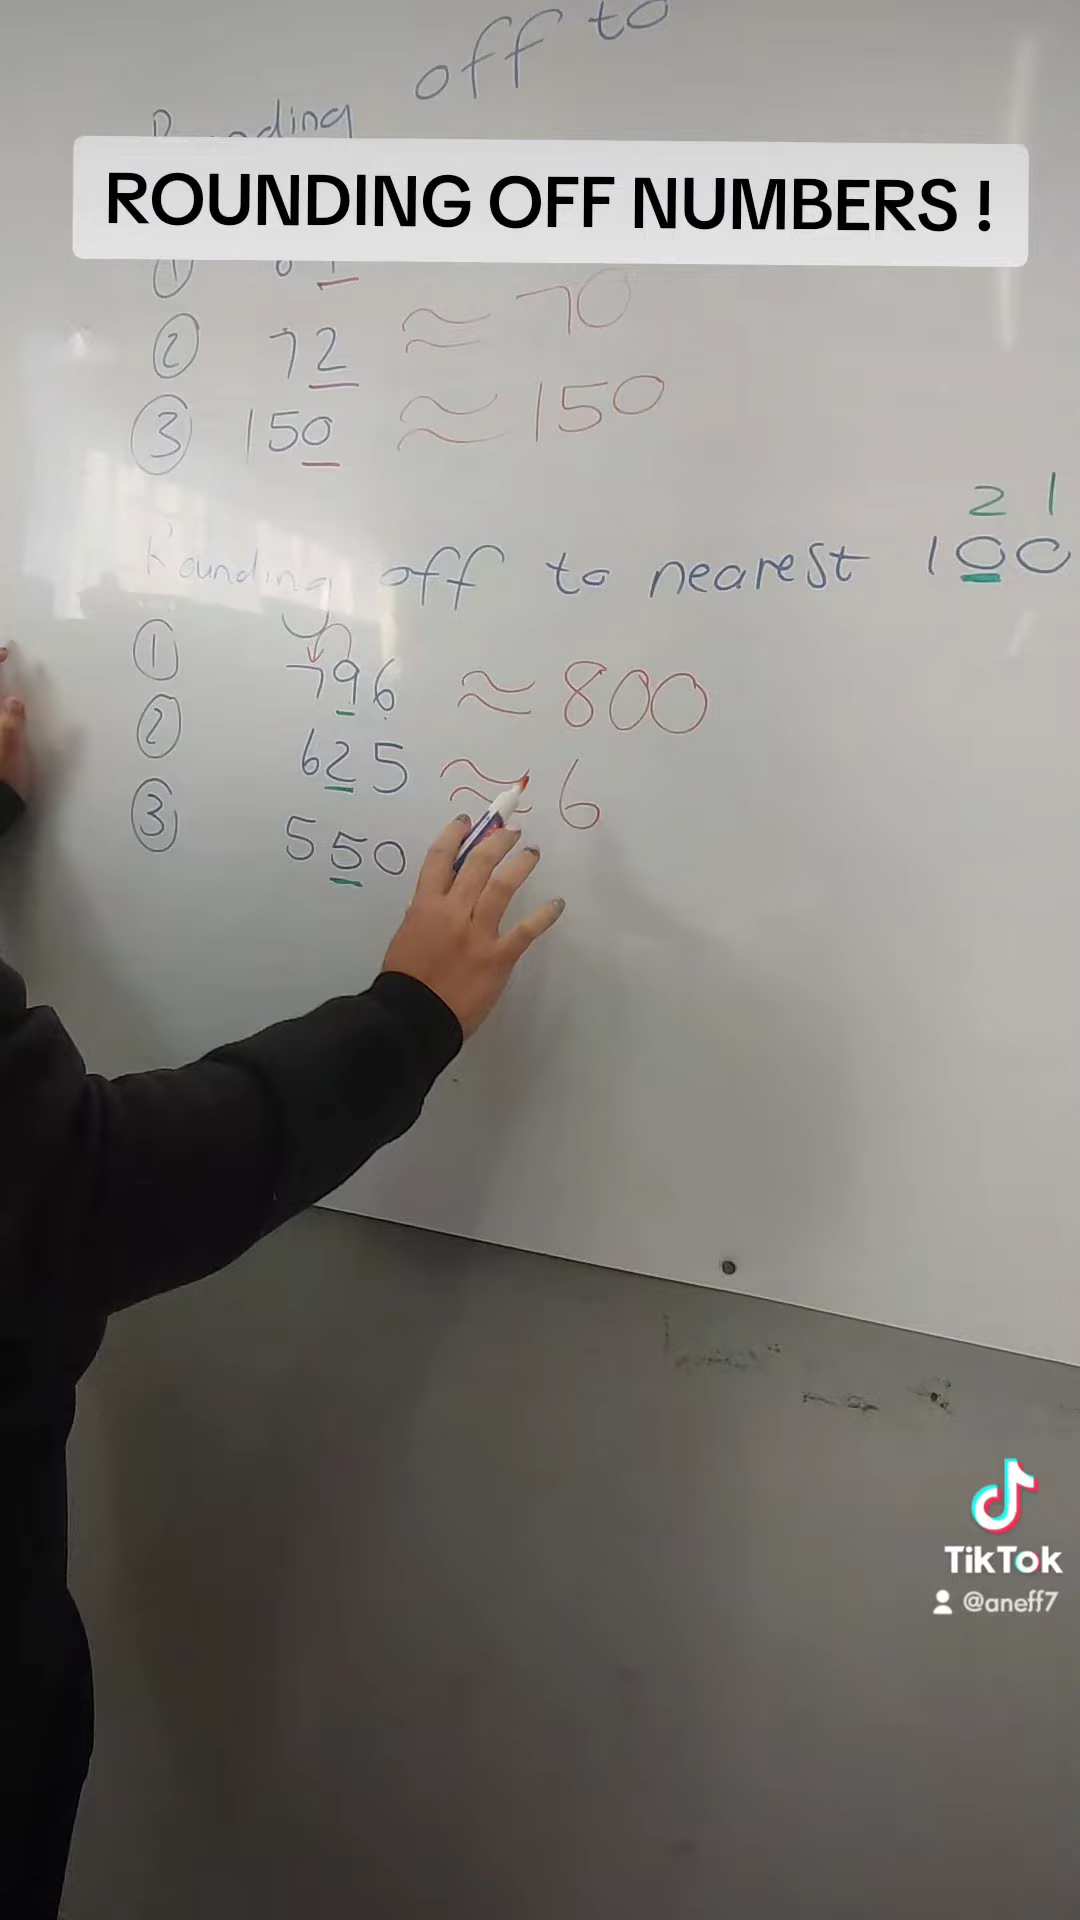 off to
Rounding
ROUNDING OFF NUMBERS !
①
② 72 ≈ 70
③ 150 ≈ 150
2 1
Rounding off to nearest 100
① 796 ≈ 800
② 625 ≈ 6
③ 550
TikTok
@aneff7